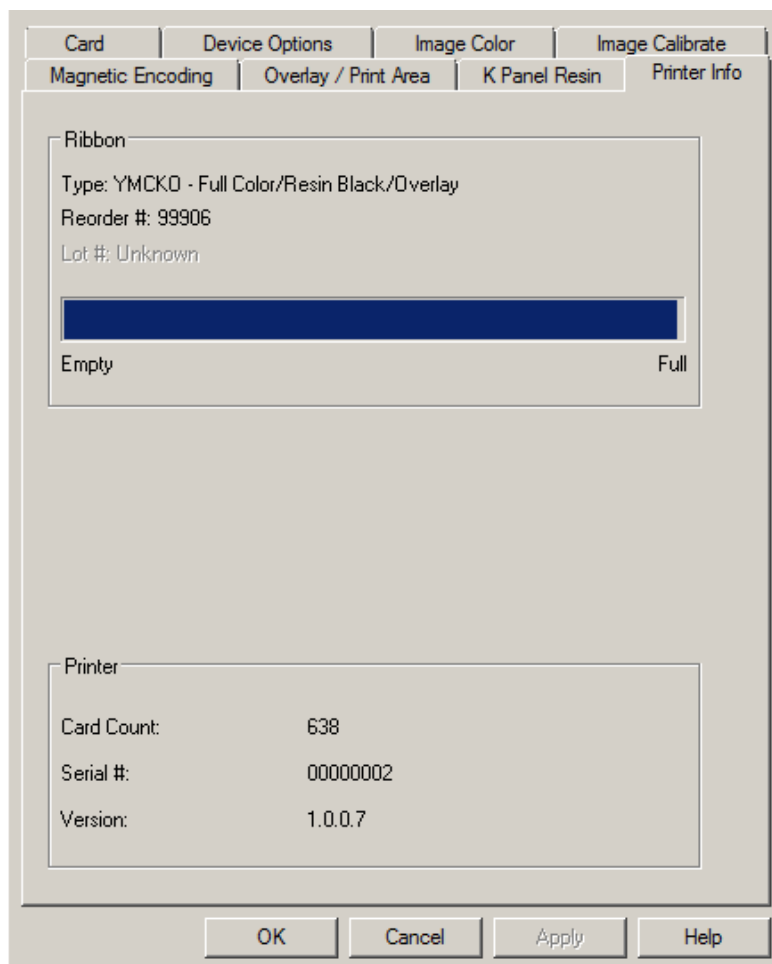 Card Device Options Image Color Image Calibrate
Magnetic Encoding Overlay / Print Area K Panel Resin Printer Info
Ribbon
Type: YMCKO - Full Color/Resin Black/Overlay
Reorder #: 99906
Lot #: Unknown
Empty Full
Printer
Card Count: 638
Serial #: 00000002
Version: 1.0.0.7
OK Cancel Apply Help